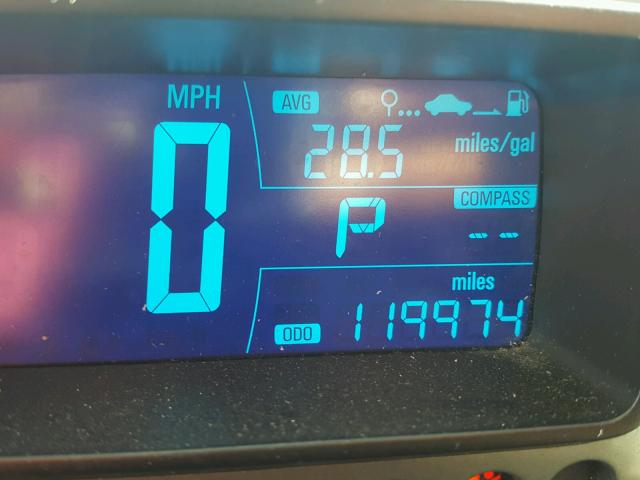 MPH
0
AVG
28.5 miles/gal
P
COMPASS
--
miles
ODO 119974